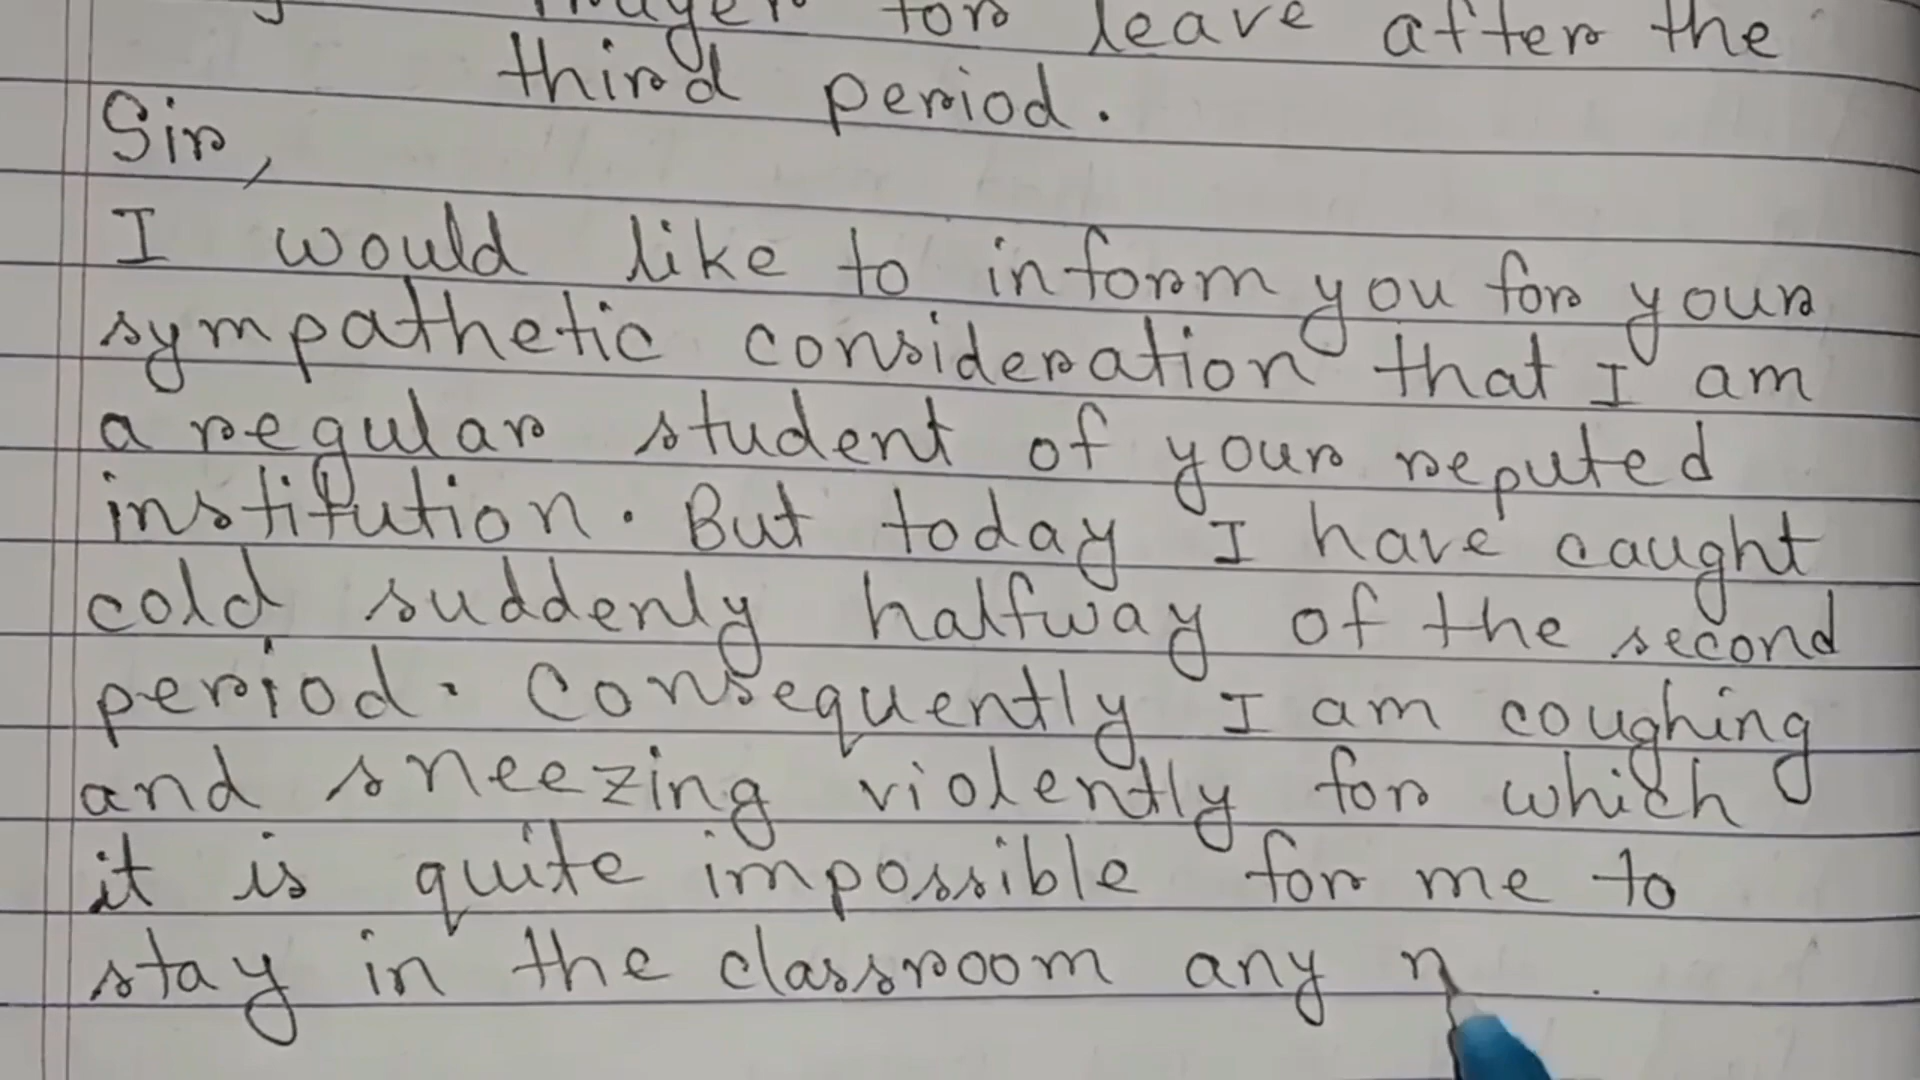 Prayer for leave after the
third period.
Sir,
I would like to inform you for your
sympathetic consideration that I am
a regular student of your reputed
institution. But today I have caught
cold suddenly halfway of the second
period. Consequently I am coughing
and sneezing violently for which
it is quite impossible for me to
stay in the classroom any